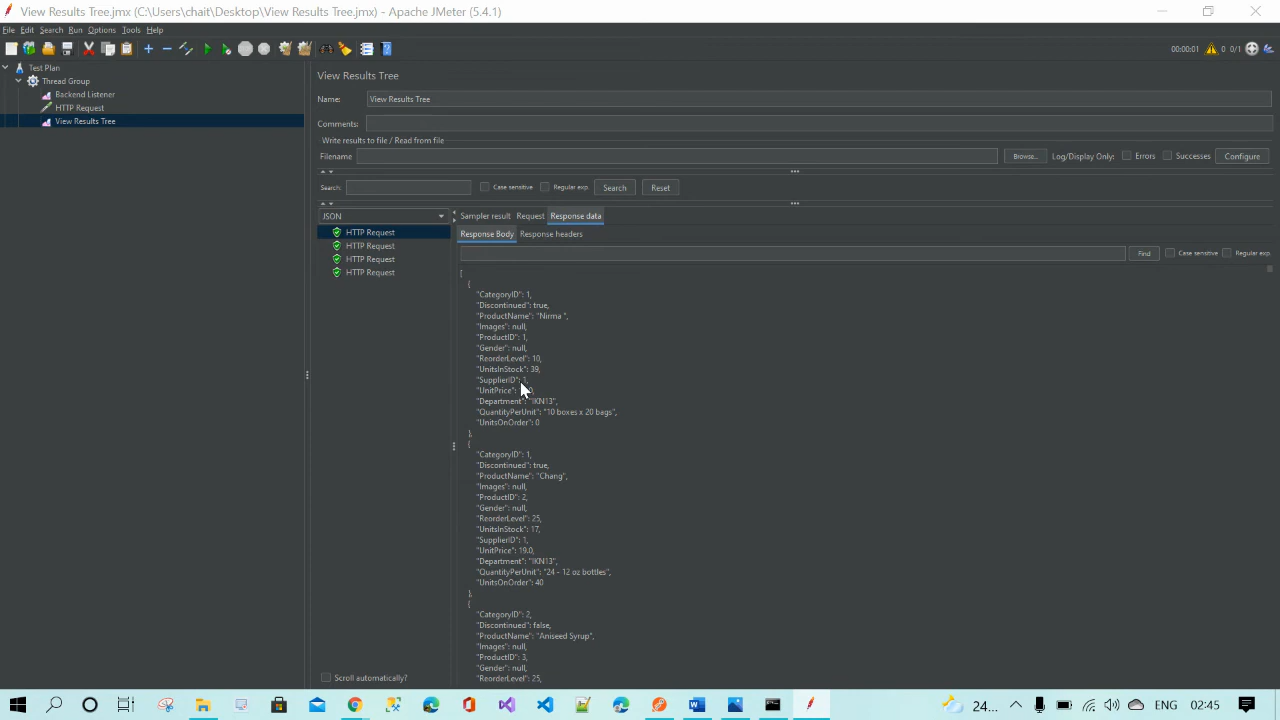 View Results Tree.jmx (C:\Users\chait\Desktop\View Results Tree.jmx) - Apache JMeter (5.4.1)
File Edit Search Run Options Tools Help
00:00:01 0 0/1
Test Plan
Thread Group
Backend Listener
HTTP Request
View Results Tree
View Results Tree
Name: View Results Tree
Comments:
Write results to file / Read from file
Filename Browse... Log/Display Only: Errors Successes Configure
Search: Case sensitive Regular exp. Search Reset
JSON
HTTP Request
HTTP Request
HTTP Request
HTTP Request
Scroll automatically?
Sampler result Request Response data
Response Body Response headers
Find Case sensitive Regular exp.
[
{
"CategoryID": 1,
"Discontinued": true,
"ProductName": "Nirma ",
"Images": null,
"ProductID": 1,
"Gender": null,
"ReorderLevel": 10,
"UnitsInStock": 39,
"SupplierID": 1,
"UnitPrice":
"Department": "IKN13",
"QuantityPerUnit": "10 boxes x 20 bags",
"UnitsOnOrder": 0
},
{
"CategoryID": 1,
"Discontinued": true,
"ProductName": "Chang",
"Images": null,
"ProductID": 2,
"Gender": null,
"ReorderLevel": 25,
"UnitsInStock": 17,
"SupplierID": 1,
"UnitPrice": 19.0,
"Department": "IKN13",
"QuantityPerUnit": "24 - 12 oz bottles",
"UnitsOnOrder": 40
},
{
"CategoryID": 2,
"Discontinued": false,
"ProductName": "Aniseed Syrup",
"Images": null,
"ProductID": 3,
"Gender": null,
"ReorderLevel": 25,
24... ENG 02:45